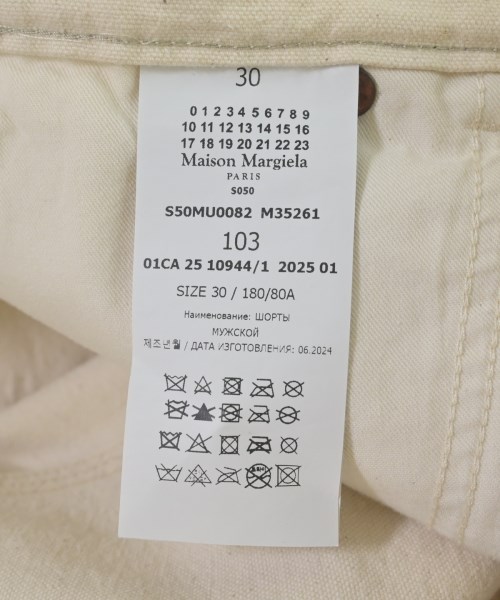 30
0 1 2 3 4 5 6 7 8 9
10 11 12 13 14 15 16
17 18 19 20 21 22 23
Maison Margiela
PARIS
S050
S50MU0082 M35261
103
01CA 25 10944/1 2025 01
SIZE 30 / 180/80A
Наименование: ШОРТЫ
МУЖСКОЙ
제조년월 / ДАТА ИЗГОТОВЛЕНИЯ: 06.2024